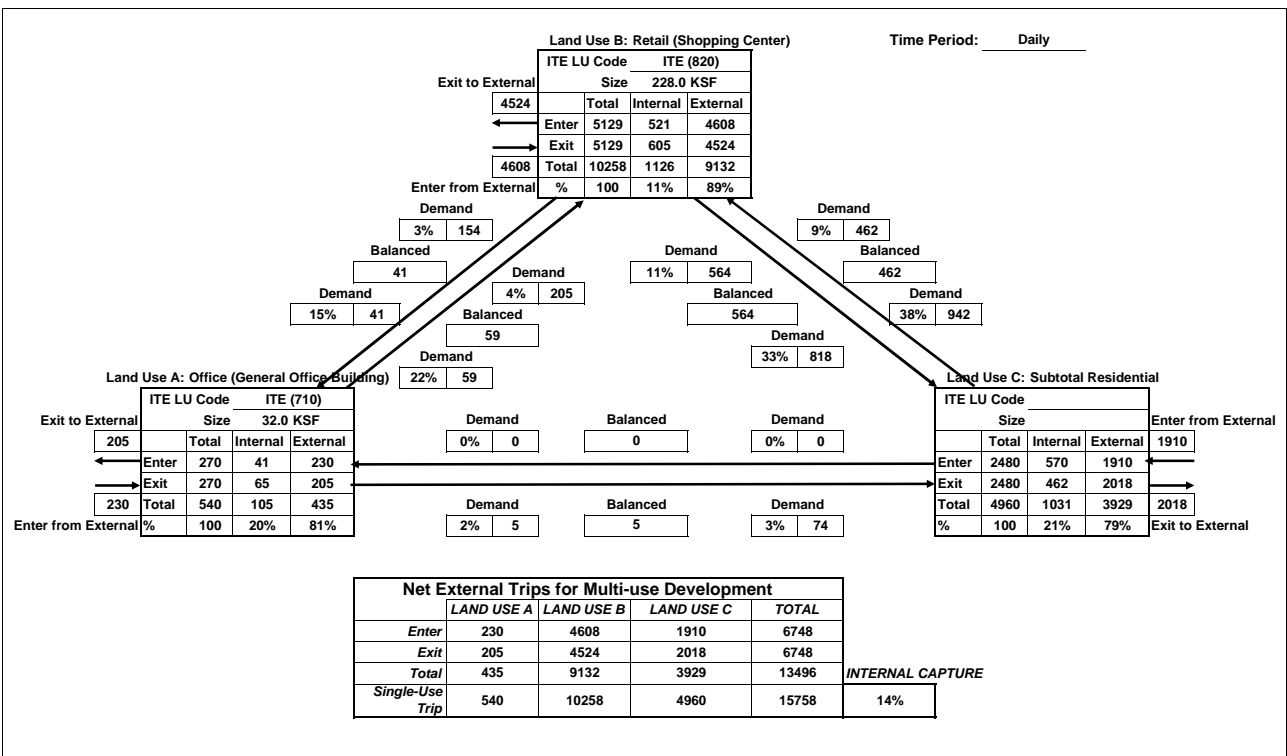 Land Use B: Retail (Shopping Center)
Time Period: Daily
ITE LU Code ITE (820)
Exit to External Size 228.0 KSF
4524 Total Internal External
Enter 5129 521 4608
Exit 5129 605 4524
4608 Total 10258 1126 9132
Enter from External % 100 11% 89%
Demand Demand
3% 154 9% 462
Balanced Demand Balanced
41 11% 564 462
Demand Demand Balanced Demand
15% 41 4% 205 564 38% 942
Balanced
59
Demand
33% 818
Demand
Land Use A: Office (General Office Building) 22% 59 Land Use C: Subtotal Residential
ITE LU Code ITE (710) ITE LU Code
Exit to External Size 32.0 KSF Demand Balanced Demand Size Enter from External
205 Total Internal External 0% 0 0 0% 0 Total Internal External 1910
Enter 270 41 230 Enter 2480 570 1910
Exit 270 65 205 Exit 2480 462 2018
230 Total 540 105 435 Demand Balanced Demand Total 4960 1031 3929 2018
Enter from External % 100 20% 81% 2% 5 5 3% 74 % 100 21% 79% Exit to External
Net External Trips for Multi-use Development
LAND USE A LAND USE B LAND USE C TOTAL
Enter 230 4608 1910 6748
Exit 205 4524 2018 6748
Total 435 9132 3929 13496 INTERNAL CAPTURE
Single-Use
Trip 540 10258 4960 15758 14%